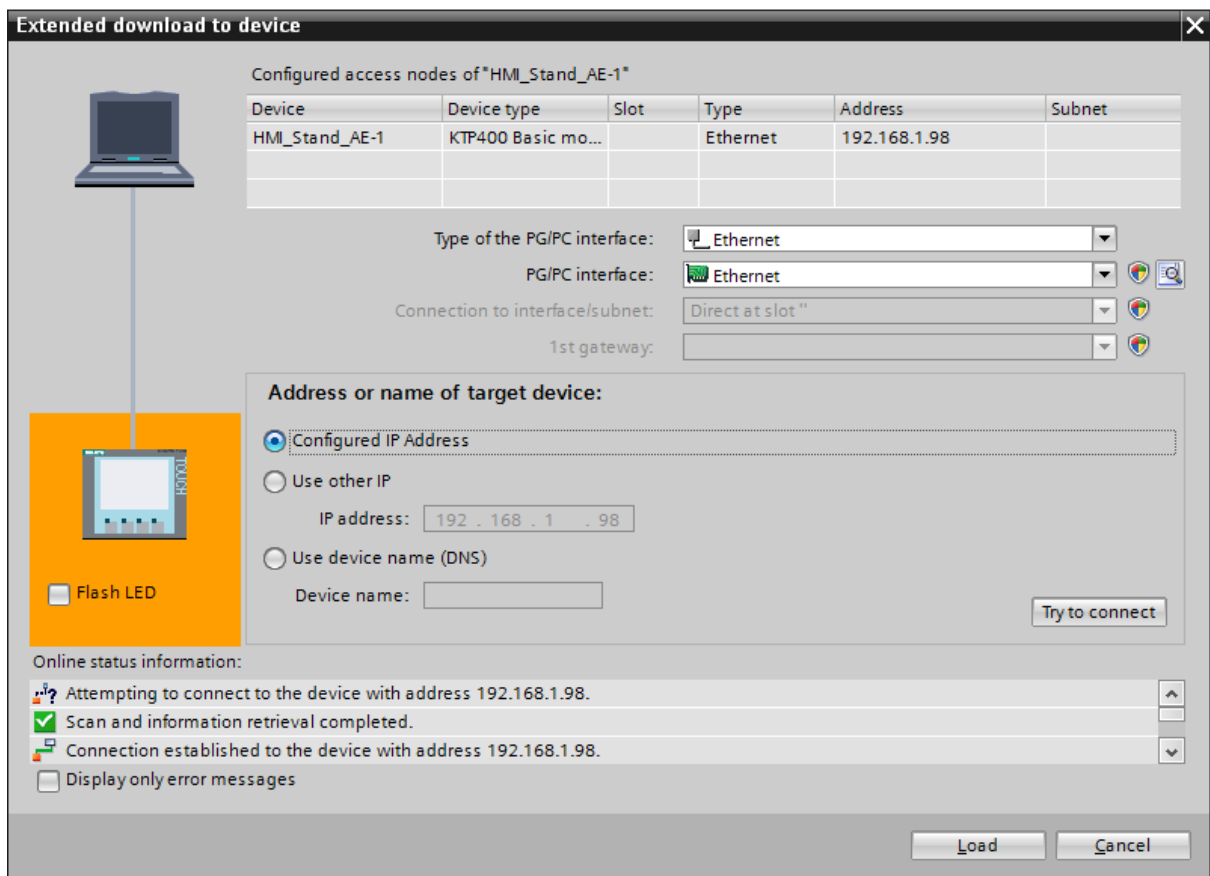 Extended download to device
Configured access nodes of "HMI_Stand_AE-1"
Device Device type Slot Type Address Subnet
HMI_Stand_AE-1 KTP400 Basic mo... Ethernet 192.168.1.98
Type of the PG/PC interface: Ethernet
PG/PC interface: Ethernet
Connection to interface/subnet: Direct at slot ''
1st gateway:
Address or name of target device:
Configured IP Address
Use other IP
IP address: 192 . 168 . 1 . 98
Use device name (DNS)
Device name:
TOUCH
Flash LED
Try to connect
Online status information:
Attempting to connect to the device with address 192.168.1.98.
Scan and information retrieval completed.
Connection established to the device with address 192.168.1.98.
Display only error messages
Load Cancel